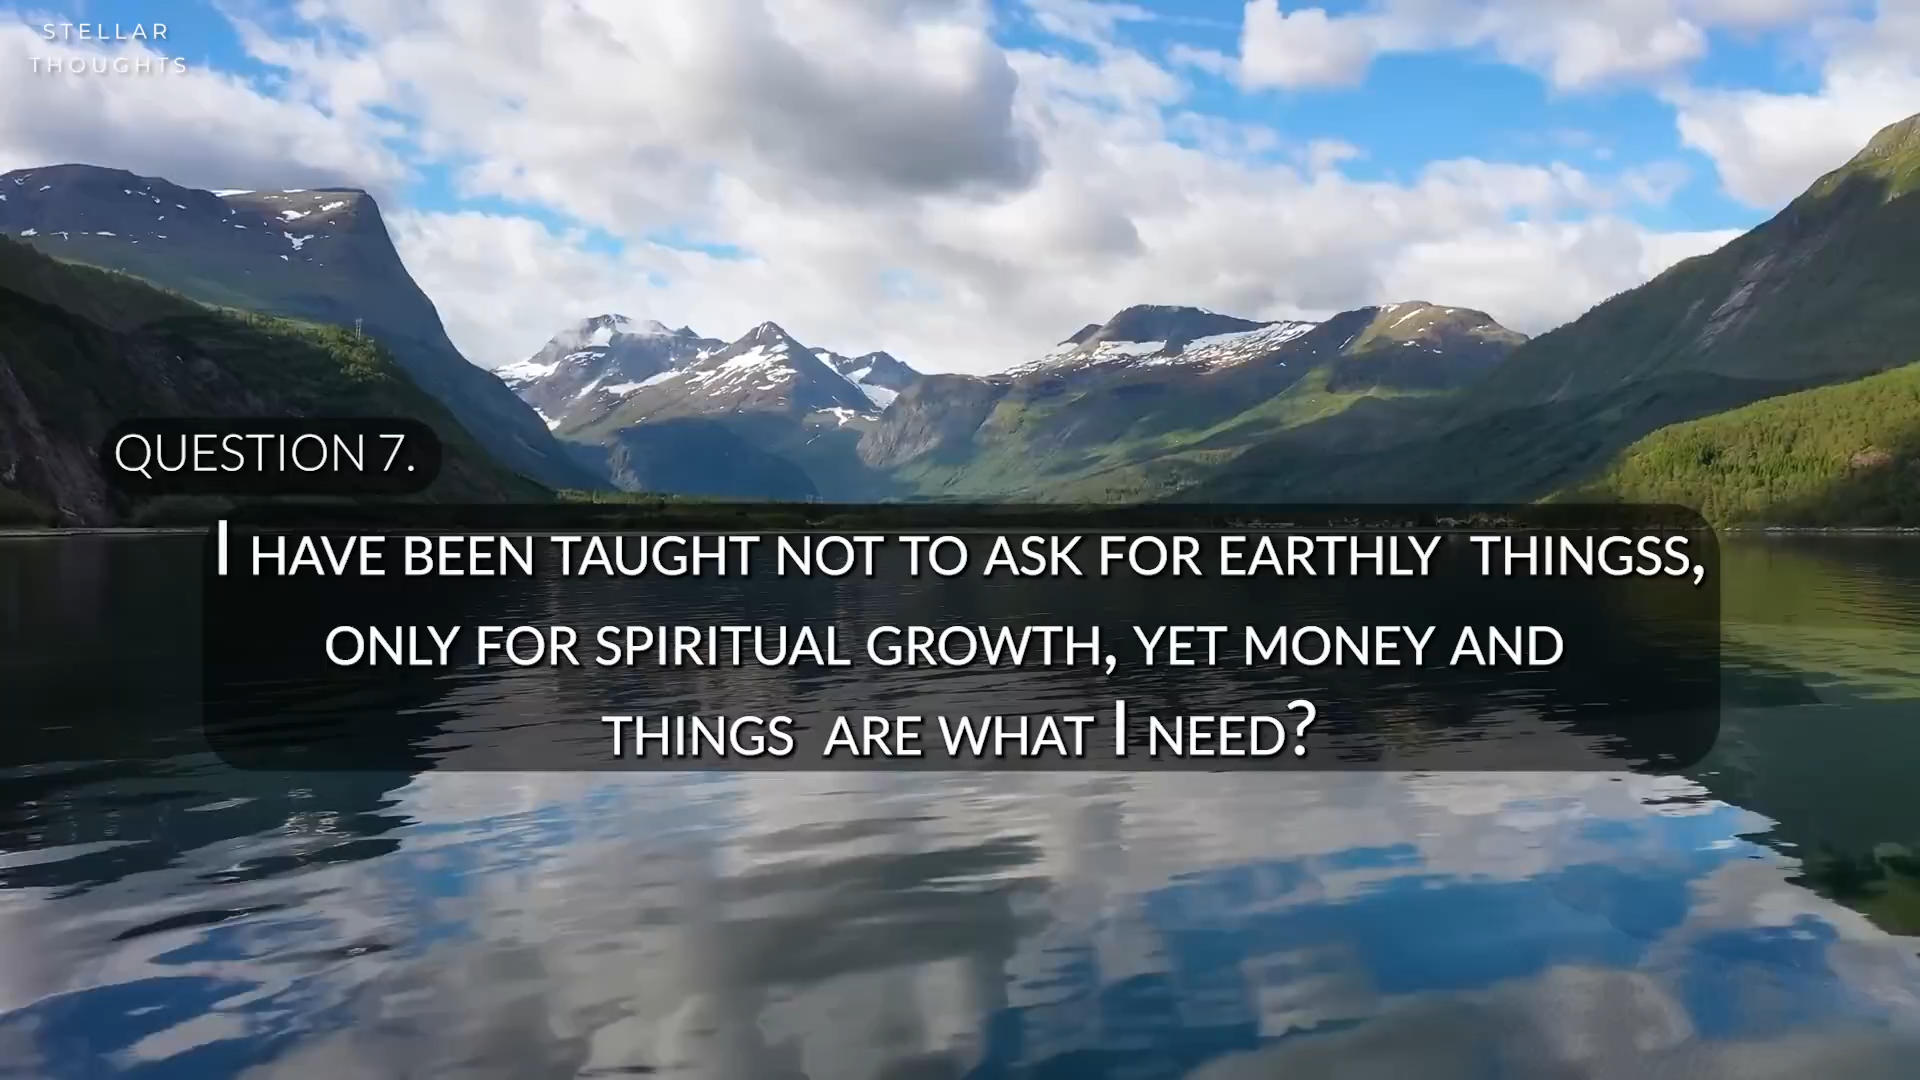 STELLAR
THOUGHTS
QUESTION 7.
I HAVE BEEN TAUGHT NOT TO ASK FOR EARTHLY  THINGSS,
ONLY FOR SPIRITUAL GROWTH, YET MONEY AND
THINGS  ARE WHAT I NEED?